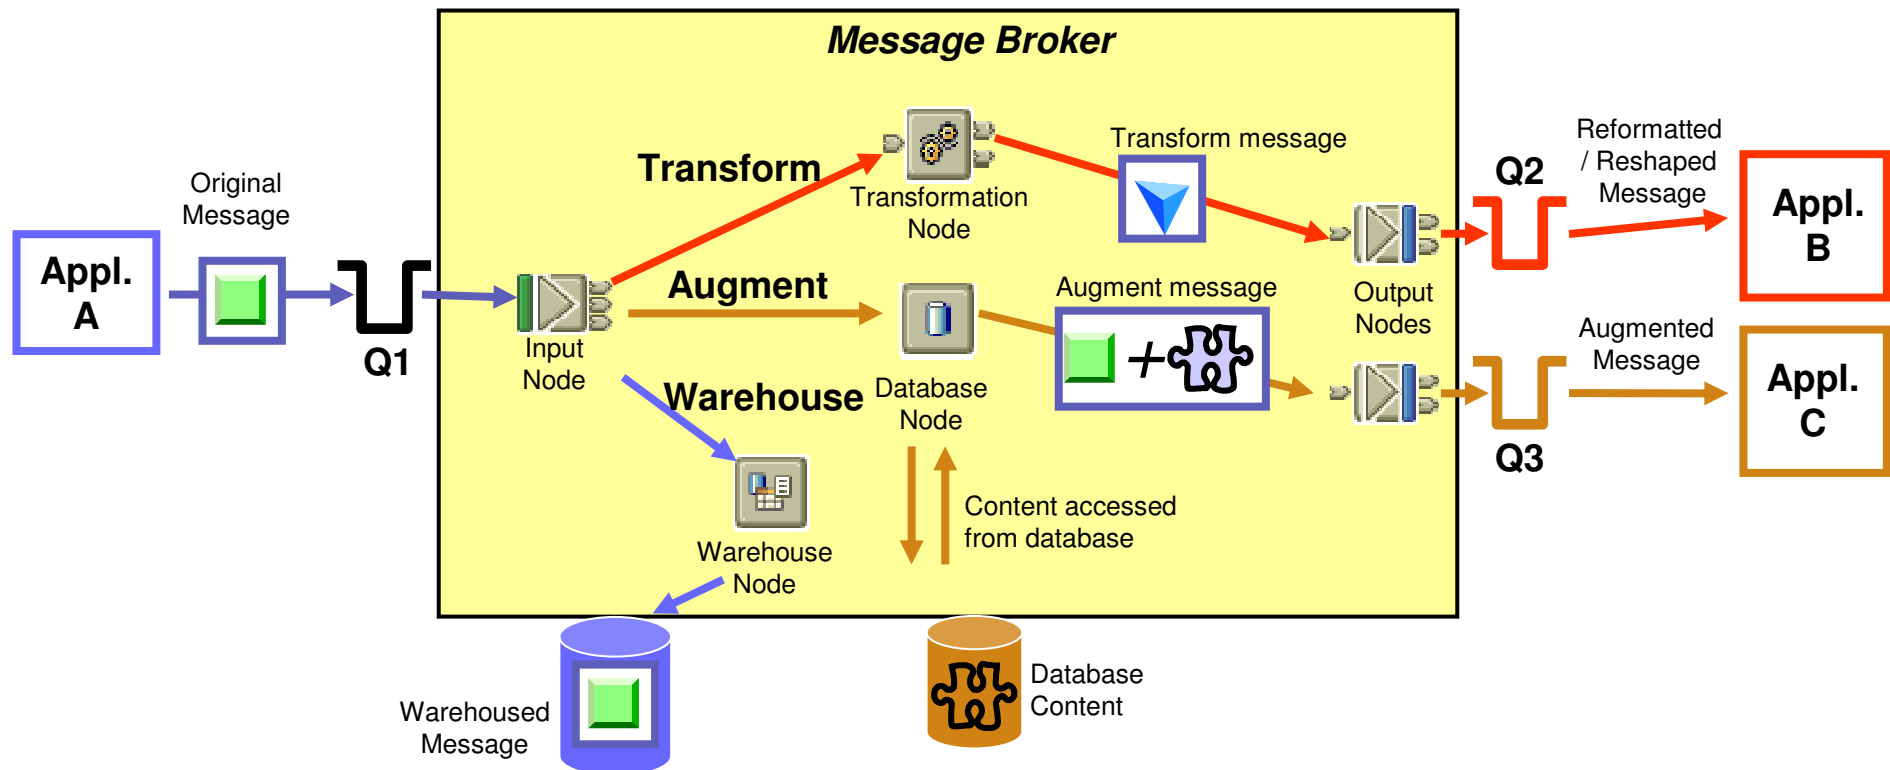 Message Broker
Original
Message
Appl.
A
Q1
Input
Node
Transform
Transformation
Node
Transform message
Augment
Augment message
Warehouse
Database
Node
Warehouse
Node
Content accessed
from database
Output
Nodes
Q2
Reformatted
/ Reshaped
Message
Appl.
B
Augmented
Message
Q3
Appl.
C
Warehoused
Message
Database
Content